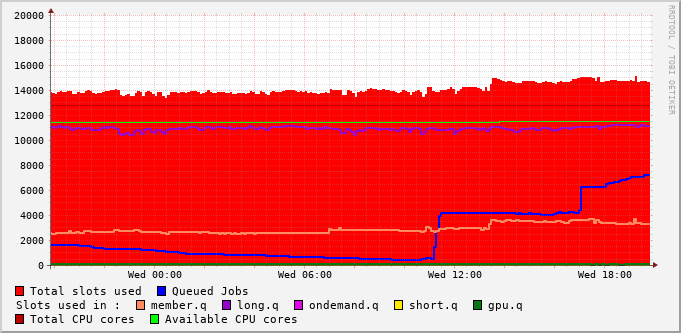 20000
18000
16000
14000
12000
10000
8000
6000
4000
2000
0
Wed 00:00 Wed 06:00 Wed 12:00 Wed 18:00
RRDTOOL / TOBI OETIKER
Total slots used Queued Jobs
Slots used in : member.q long.q ondemand.q short.q gpu.q
Total CPU cores Available CPU cores